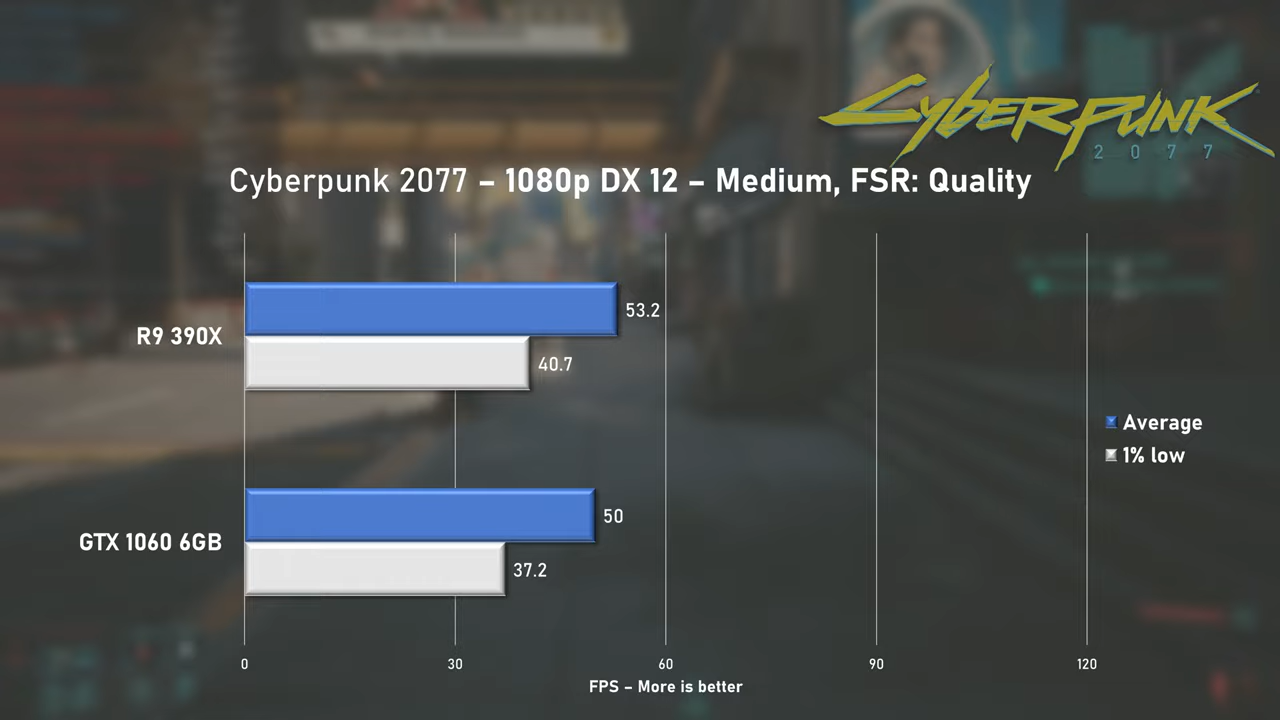 CYBERPUNK
2077
Cyberpunk 2077 – 1080p DX 12 – Medium, FSR: Quality
R9 390X
53.2
40.7
Average
1% low
GTX 1060 6GB
50
37.2
0 30 60 90 120
FPS – More is better